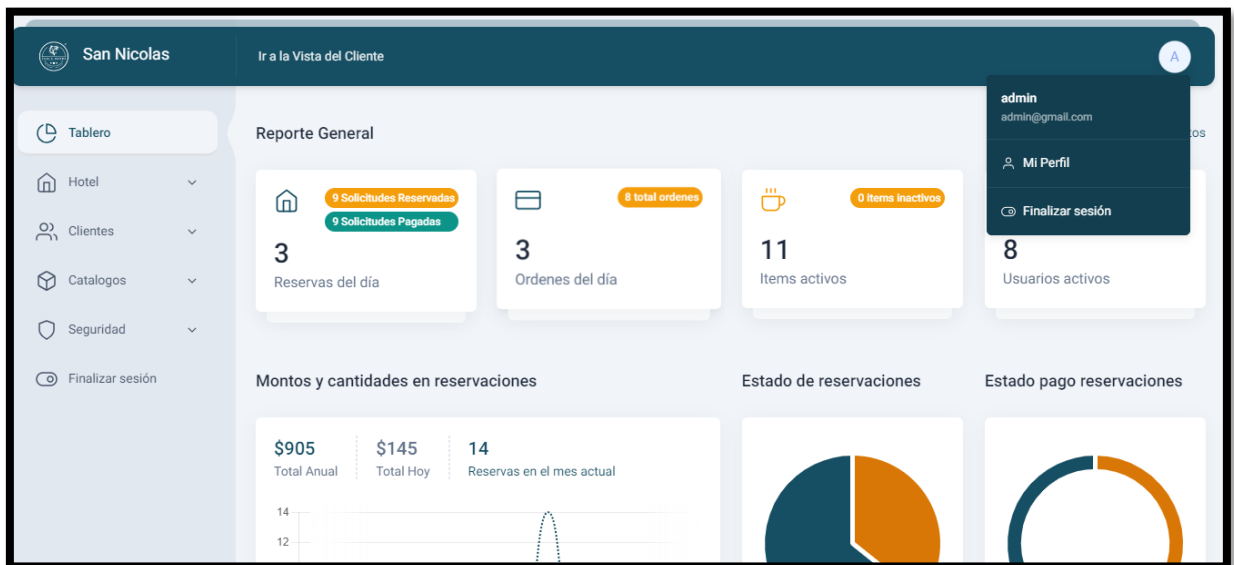 San Nicolas
Ir a la Vista del Cliente
A
admin
admin@gmail.com
Mi Perfil
Finalizar sesión
Tablero
Hotel
Clientes
Catalogos
Seguridad
Finalizar sesión
Reporte General
9 Solicitudes Reservadas
9 Solicitudes Pagadas
3
Reservas del día
8 total ordenes
3
Ordenes del día
0 items inactivos
11
Items activos
8
Usuarios activos
Montos y cantidades en reservaciones
Estado de reservaciones
Estado pago reservaciones
$905
Total Anual
$145
Total Hoy
14
Reservas en el mes actual
14
12